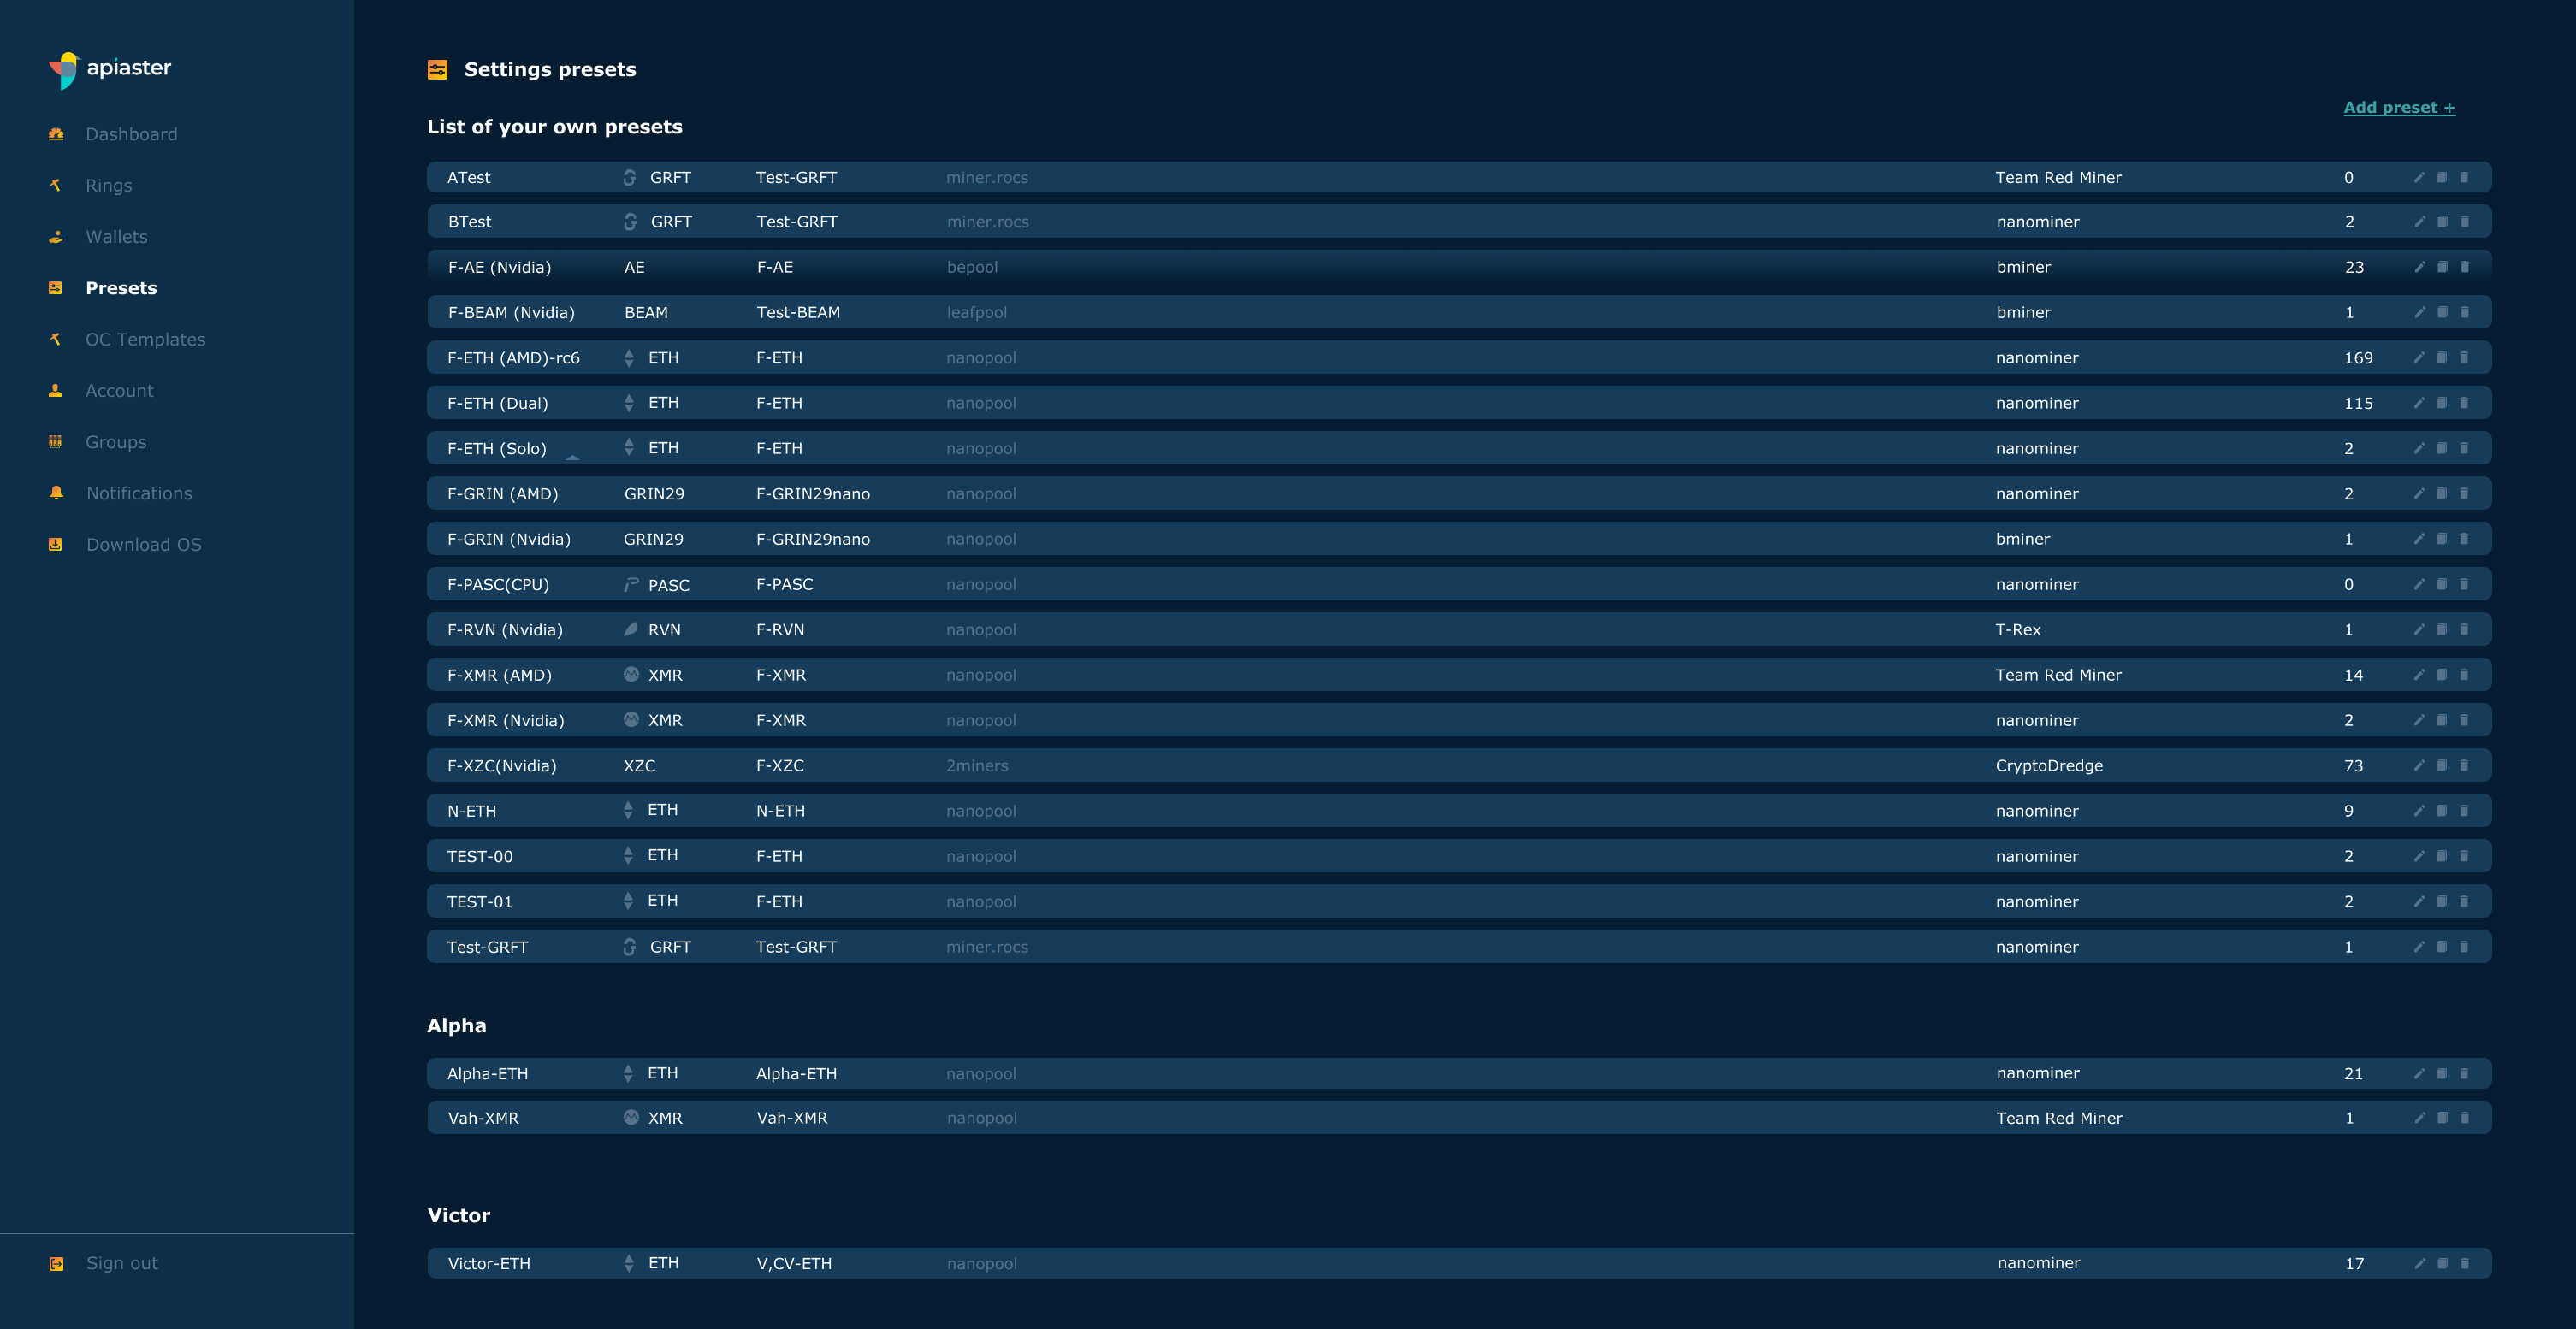 apiaster
Dashboard
Rings
Wallets
Presets
OC Templates
Account
Groups
Notifications
Download OS
Sign out
Settings presets
Add preset +
List of your own presets
ATest GRFT Test-GRFT miner.rocs Team Red Miner 0
BTest GRFT Test-GRFT miner.rocs nanominer 2
F-AE (Nvidia) AE F-AE bepool bminer 23
F-BEAM (Nvidia) BEAM Test-BEAM leafpool bminer 1
F-ETH (AMD)-rc6 ETH F-ETH nanopool nanominer 169
F-ETH (Dual) ETH F-ETH nanopool nanominer 115
F-ETH (Solo) ETH F-ETH nanopool nanominer 2
F-GRIN (AMD) GRIN29 F-GRIN29nano nanopool nanominer 2
F-GRIN (Nvidia) GRIN29 F-GRIN29nano nanopool bminer 1
F-PASC(CPU) PASC F-PASC nanopool nanominer 0
F-RVN (Nvidia) RVN F-RVN nanopool T-Rex 1
F-XMR (AMD) XMR F-XMR nanopool Team Red Miner 14
F-XMR (Nvidia) XMR F-XMR nanopool nanominer 2
F-XZC(Nvidia) XZC F-XZC 2miners CryptoDredge 73
N-ETH ETH N-ETH nanopool nanominer 9
TEST-00 ETH F-ETH nanopool nanominer 2
TEST-01 ETH F-ETH nanopool nanominer 2
Test-GRFT GRFT Test-GRFT miner.rocs nanominer 1
Alpha
Alpha-ETH ETH Alpha-ETH nanopool nanominer 21
Vah-XMR XMR Vah-XMR nanopool Team Red Miner 1
Victor
Victor-ETH ETH V,CV-ETH nanopool nanominer 17